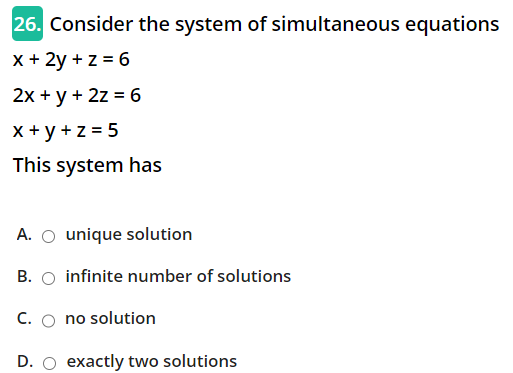 26. Consider the system of simultaneous equations
x + 2y + z = 6
2x + y + 2z = 6
x + y + z = 5
This system has
A. unique solution
B. infinite number of solutions
C. no solution
D. exactly two solutions